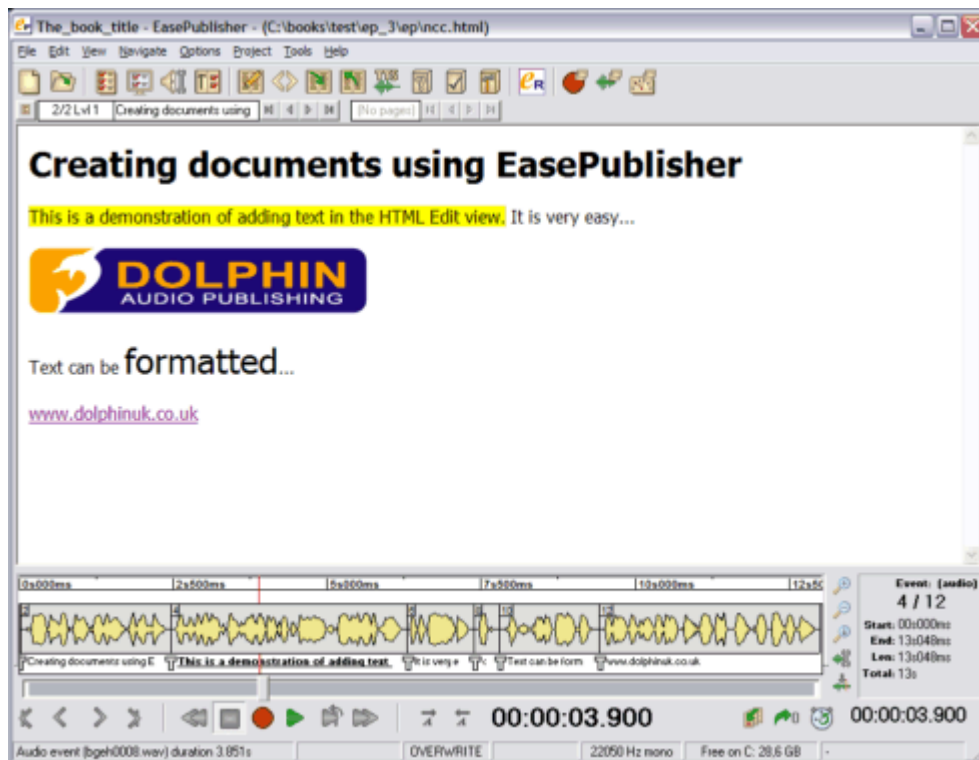 The_book_title - EasePublisher - (C:\books\test\ep_3\ep\ncc.html)
File Edit View Navigate Options Project Tools Help
2/2 Lvl 1 Creating documents using [No pages]
Creating documents using EasePublisher
This is a demonstration of adding text in the HTML Edit view. It is very easy...
DOLPHIN
AUDIO PUBLISHING
Text can be formatted...
www.dolphinuk.co.uk
0s000ms 2s500ms 5s000ms 7s500ms 10s000ms 12s50
Event: (audio)
4 / 12
Start: 00s000ms
End: 13s048ms
Len: 13s048ms
Total: 13s
Creating documents using E This is a demonstration of adding text. It is very e Text can be form www.dolphinuk.co.uk
00:00:03.900 00:00:03.900
Audio event (bgeh0008.wav) duration 3.851s OVERWRITE 22050 Hz mono Free on C: 28,6 GB -